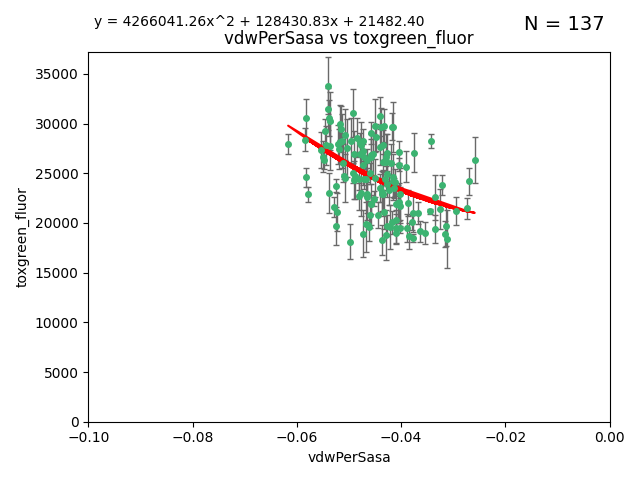 y = 4266041.26x^2 + 128430.83x + 21482.40
N = 137
vdwPerSasa vs toxgreen_fluor
35000
30000
25000
20000
15000
10000
5000
0
toxgreen_fluor
−0.10
−0.08
−0.06
−0.04
−0.02
0.00
vdwPerSasa